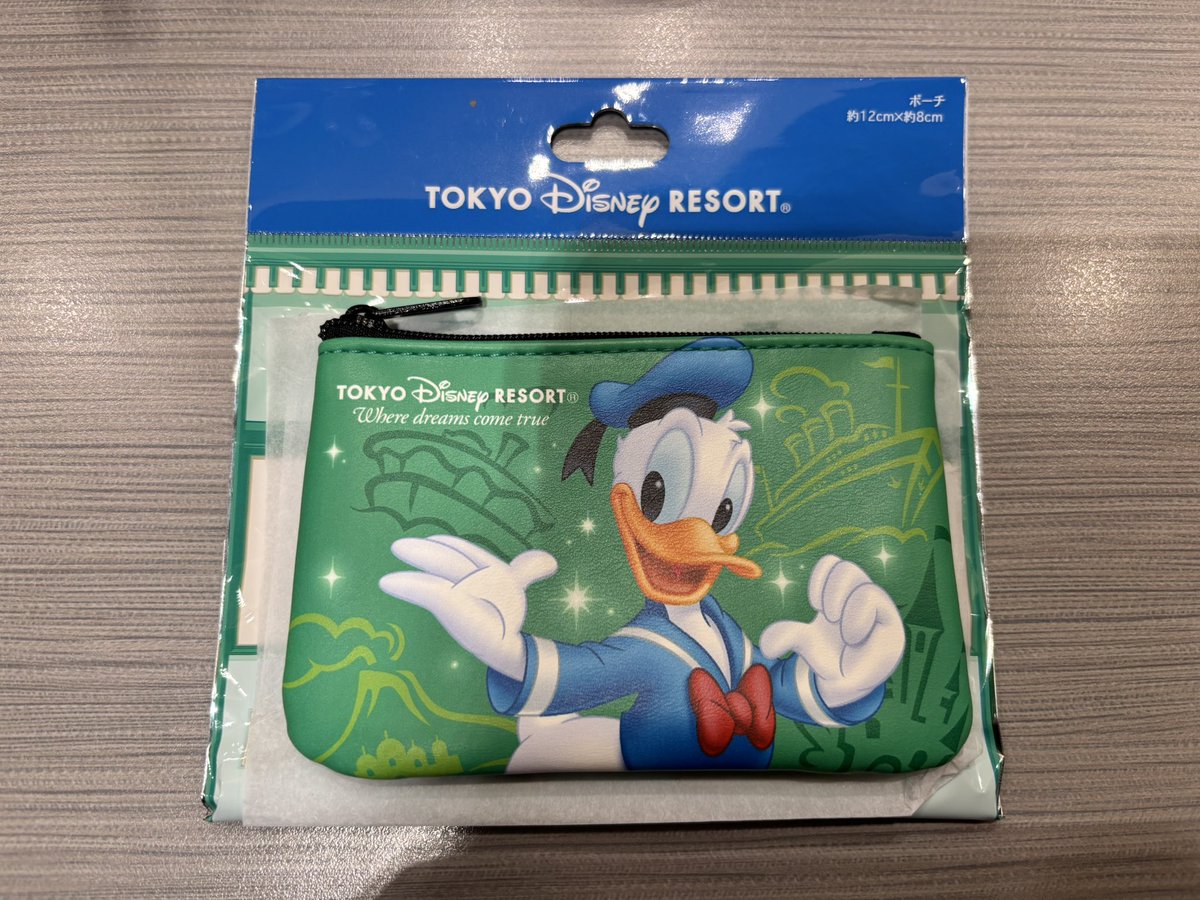 ポーチ
約12cm×約8cm
TOKYO Disney RESORT®
TOKYO Disney RESORT®
Where dreams come true